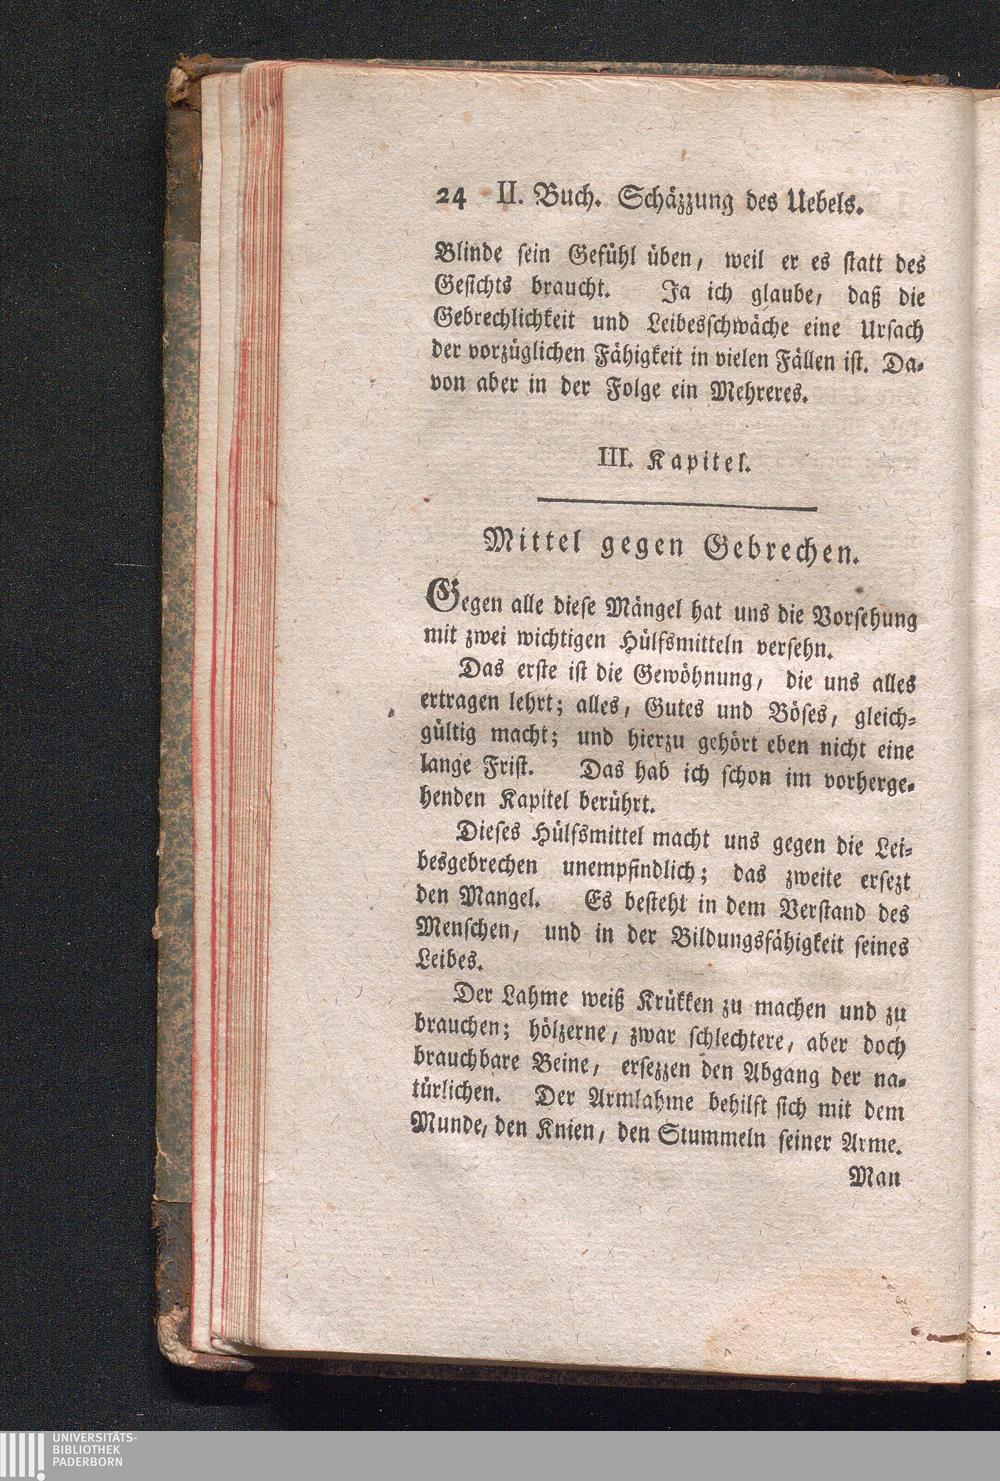 24 II. Buch. Schäzzung des Uebels.
Blinde sein Gefühl üben, weil er es statt des
Gesichts braucht. Ja ich glaube, daß die
Gebrechlichkeit und Leibesschwäche eine Ursach
der vorzüglichen Fähigkeit in vielen Fällen ist. Da-
von aber in der Folge ein Mehreres.
III. Kapitel.
Mittel gegen Gebrechen.
Gegen alle diese Mängel hat uns die Vorsehung
mit zwei wichtigen Hülfsmitteln versehn.
Das erste ist die Gewöhnung, die uns alles
ertragen lehrt; alles, Gutes und Böses, gleich-
gültig macht; und hierzu gehört eben nicht eine
lange Frist. Das hab ich schon im vorherge-
henden Kapitel berührt.
Dieses Hülfsmittel macht uns gegen die Lei-
besgebrechen unempfindlich; das zweite ersezt
den Mangel. Es besteht in dem Verstand des
Menschen, und in der Bildungsfähigkeit seines
Leibes.
Der Lahme weiß Krükken zu machen und zu
brauchen; hölzerne, zwar schlechtere, aber doch
brauchbare Beine, ersezzen den Abgang der na-
türlichen. Der Armlahme behilft sich mit dem
Munde, den Knien, den Stummeln seiner Arme.
Man
UNIVERSITÄTS-
BIBLIOTHEK
PADERBORN